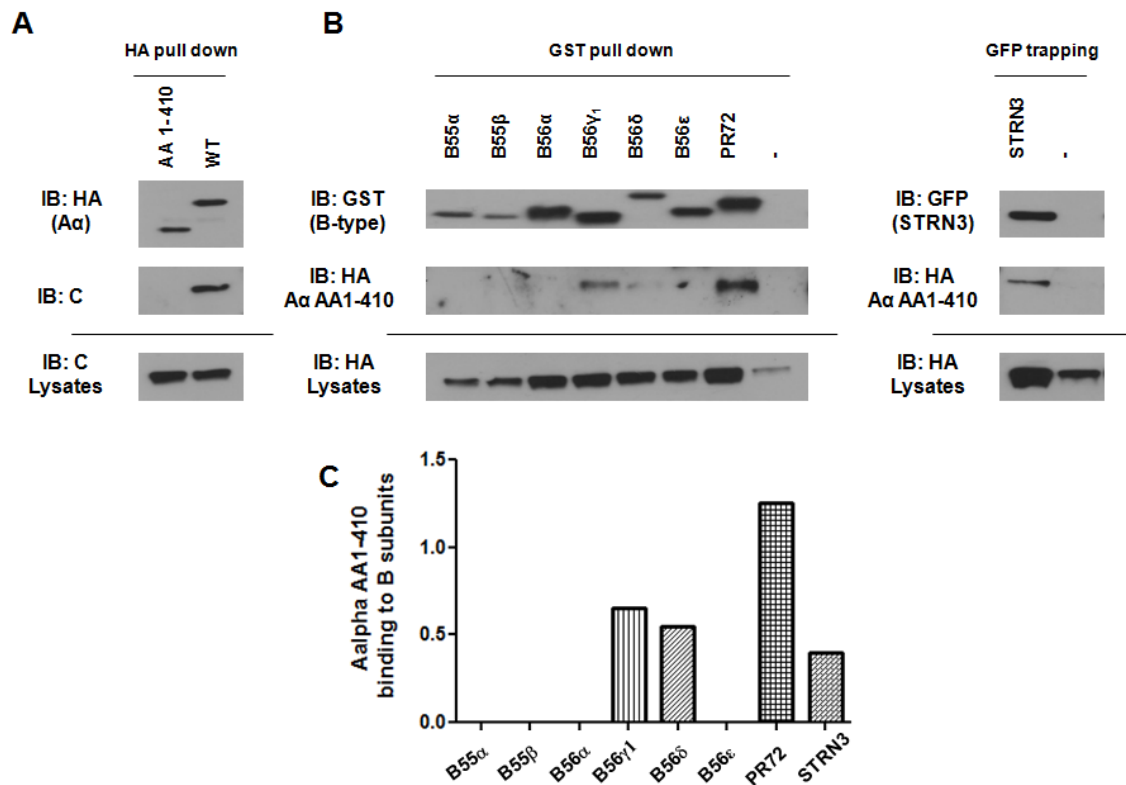 A
HA pull down
AA 1-410
WT
IB: HA
(Aα)
IB: C
IB: C
Lysates
B
GST pull down
B55α
B55β
B56α
B56γ1
B56δ
B56ε
PR72
-
IB: GST
(B-type)
IB: HA
Aα AA1-410
IB: HA
Lysates
GFP trapping
STRN3
-
IB: GFP
(STRN3)
IB: HA
Aα AA1-410
IB: HA
Lysates
C
Aalpha AA1-410
binding to B subunits
1.5
1.0
0.5
0.0
B55α
B55β
B56α
B56γ1
B56δ
B56ε
PR72
STRN3